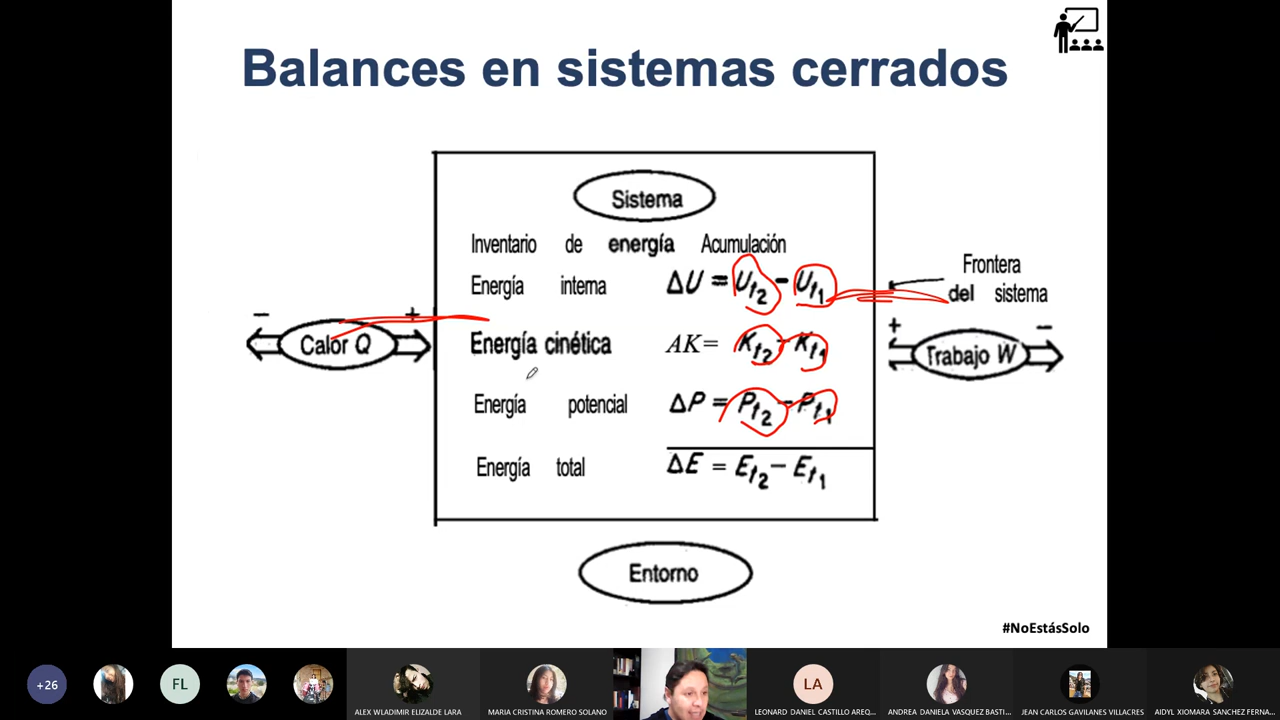 Balances en sistemas cerrados
Sistema
Inventario de energía Acumulación
Energía interna ΔU = U_t2 - U_t1
Frontera
del sistema
Energía cinética AK= K_t2 - K_t1
- Calor Q +
+ Trabajo W -
Energía potencial ΔP = P_t2 - P_t1
Energía total ΔE = E_t2 - E_t1
Entorno
#NoEstásSolo
+26
FL
ALEX WLADIMIR ELIZALDE LARA
MARIA CRISTINA ROMERO SOLANO
LA
LEONARD DANIEL CASTILLO AREQ...
ANDREA DANIELA VASQUEZ BASTI...
JEAN CARLOS GAVILANES VILLACRES
AIDYL XIOMARA SANCHEZ FERNA...